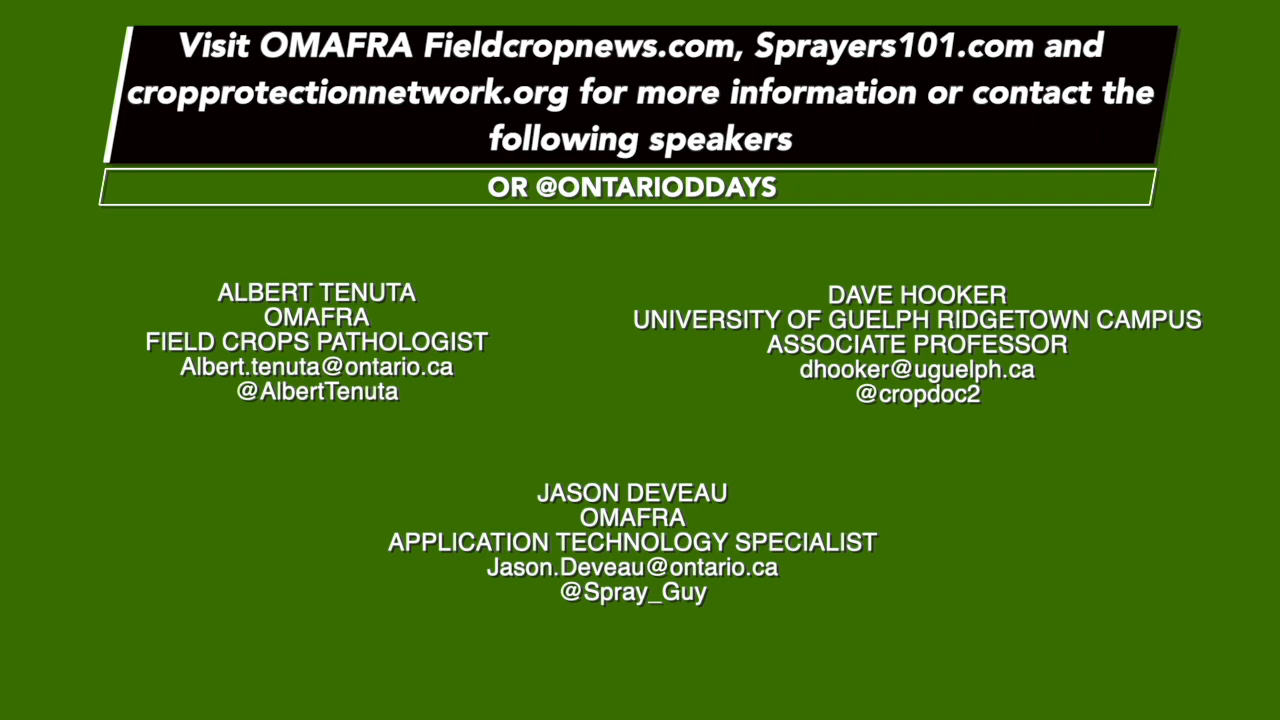 Visit OMAFRA Fieldcropnews.com, Sprayers101.com and
cropprotectionnetwork.org for more information or contact the
following speakers
OR @ONTARIODDAYS
ALBERT TENUTA
OMAFRA
FIELD CROPS PATHOLOGIST
Albert.tenuta@ontario.ca
@AlbertTenuta
DAVE HOOKER
UNIVERSITY OF GUELPH RIDGETOWN CAMPUS
ASSOCIATE PROFESSOR
dhooker@uguelph.ca
@cropdoc2
JASON DEVEAU
OMAFRA
APPLICATION TECHNOLOGY SPECIALIST
Jason.Deveau@ontario.ca
@Spray_Guy